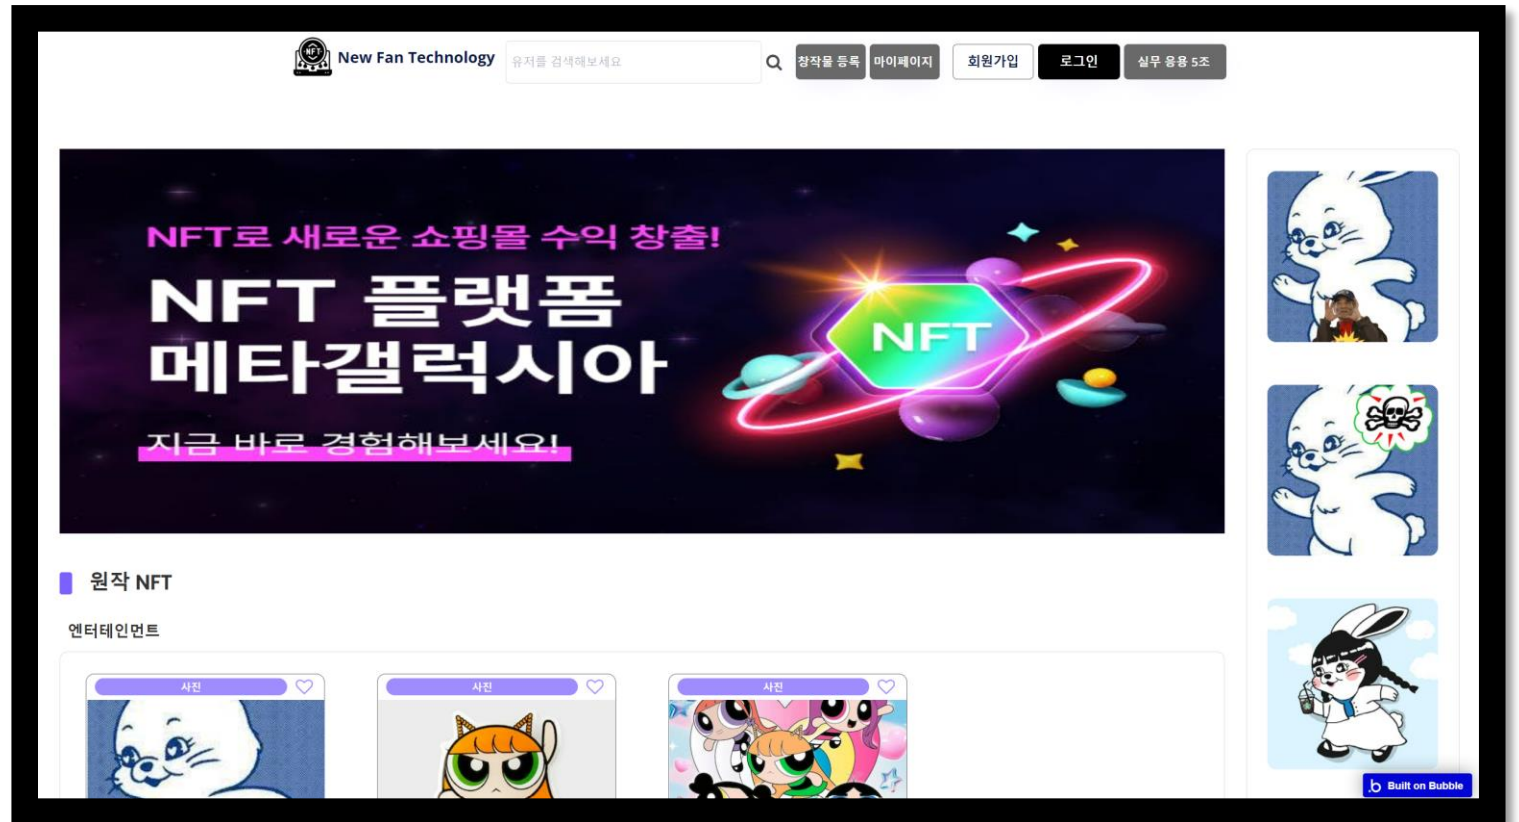 NFT
New Fan Technology
유저를 검색해보세요
창작물 등록
마이페이지
회원가입
로그인
실무 응용 5조
NFT로 새로운 쇼핑몰 수익 창출!
NFT 플랫폼
메타갤럭시아
지금 바로 경험해보세요!
NFT
원작 NFT
엔터테인먼트
사진
사진
사진
Built on Bubble